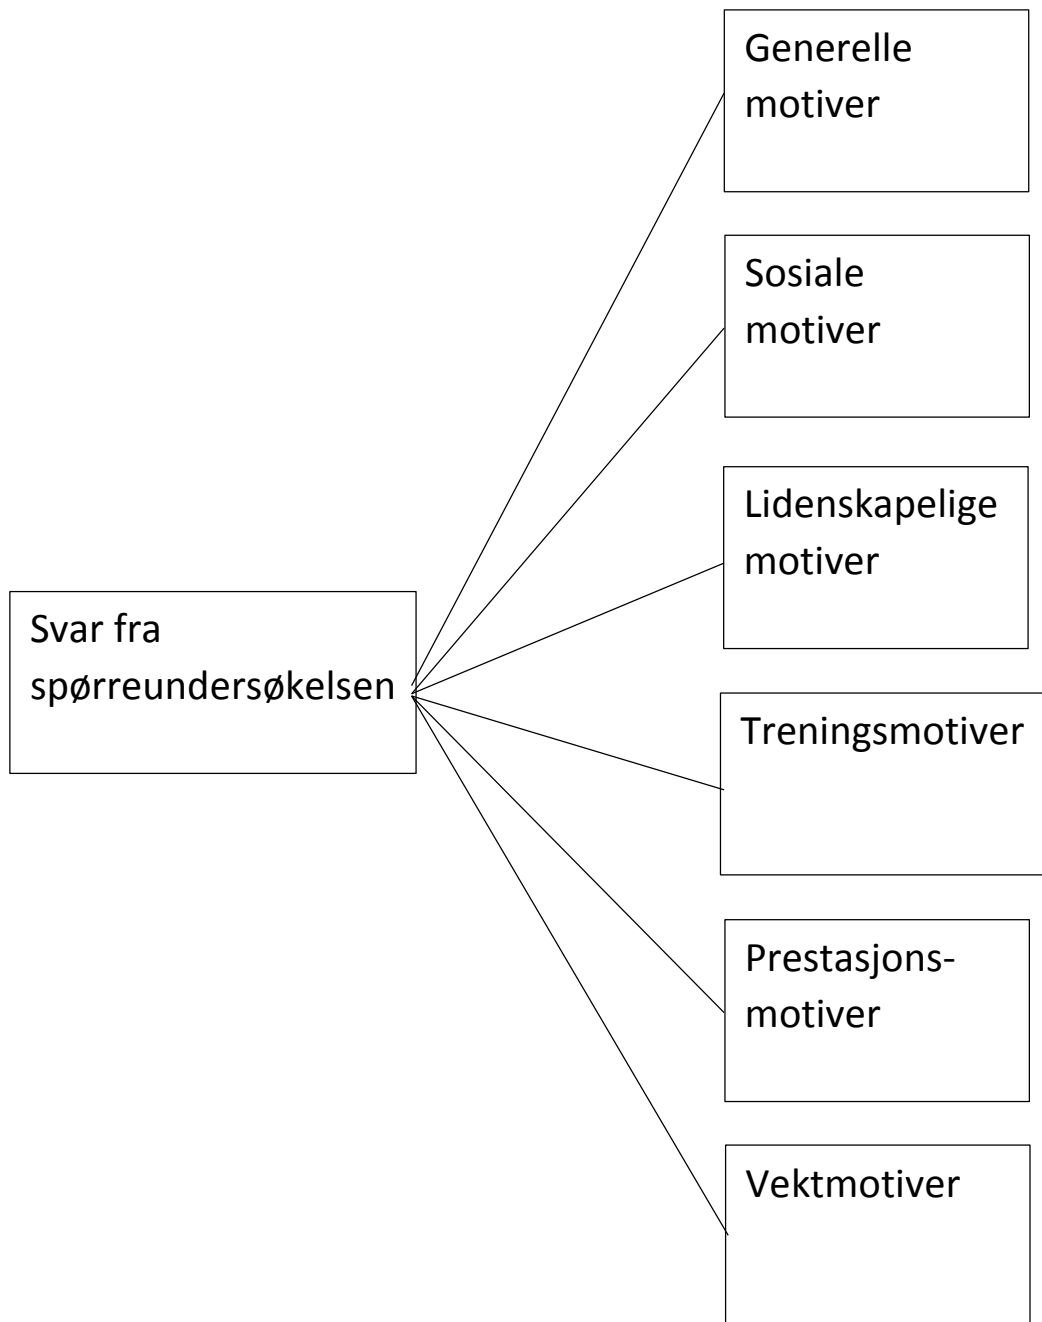 Generelle
motiver
Sosiale
motiver
Lidenskapelige
motiver
Svar fra
spørreundersøkelsen
Treningsmotiver
Prestasjons-
motiver
Vektmotiver